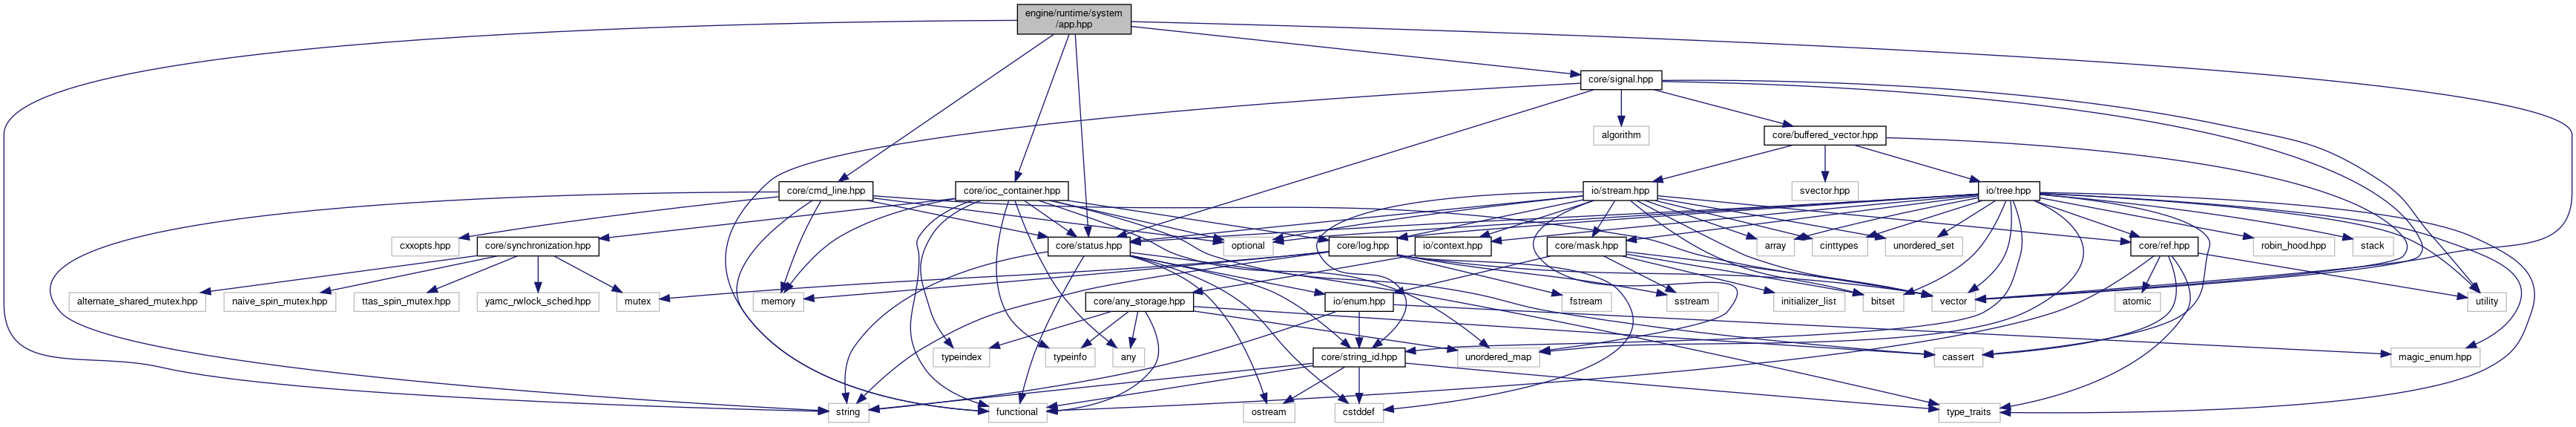 engine/runtime/system
/app.hpp
core/signal.hpp
algorithm
core/buffered_vector.hpp
core/cmd_line.hpp
core/ioc_container.hpp
io/stream.hpp
svector.hpp
io/tree.hpp
cxxopts.hpp
core/synchronization.hpp
core/status.hpp
optional
core/log.hpp
io/context.hpp
core/mask.hpp
array
cinttypes
unordered_set
core/ref.hpp
robin_hood.hpp
stack
alternate_shared_mutex.hpp
naive_spin_mutex.hpp
ttas_spin_mutex.hpp
yamc_rwlock_sched.hpp
mutex
memory
core/any_storage.hpp
io/enum.hpp
fstream
sstream
initializer_list
bitset
vector
atomic
utility
typeindex
typeinfo
any
unordered_map
core/string_id.hpp
cassert
magic_enum.hpp
string
functional
ostream
cstddef
type_traits